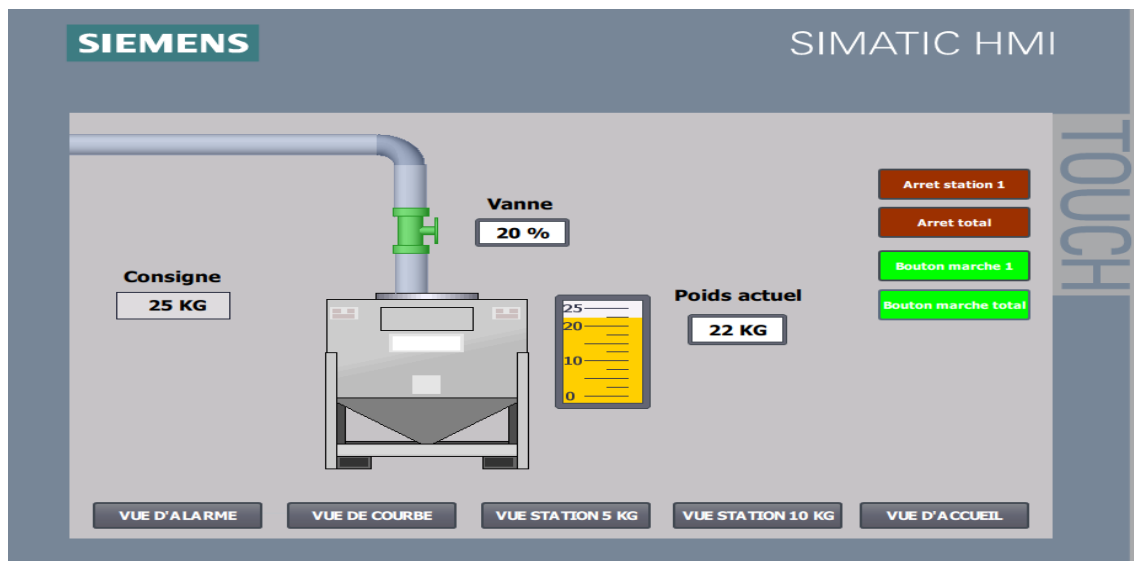 SIEMENS
SIMATIC HMI
TOUCH
Arret station 1
Vanne
Arret total
20 %
Consigne
Bouton marche 1
25 KG
Poids actuel
Bouton marche total
25
22 KG
20
10
0
VUE D'ALARME
VUE DE COURBE
VUE STATION 5 KG
VUE STATION 10 KG
VUE D'ACCUEIL